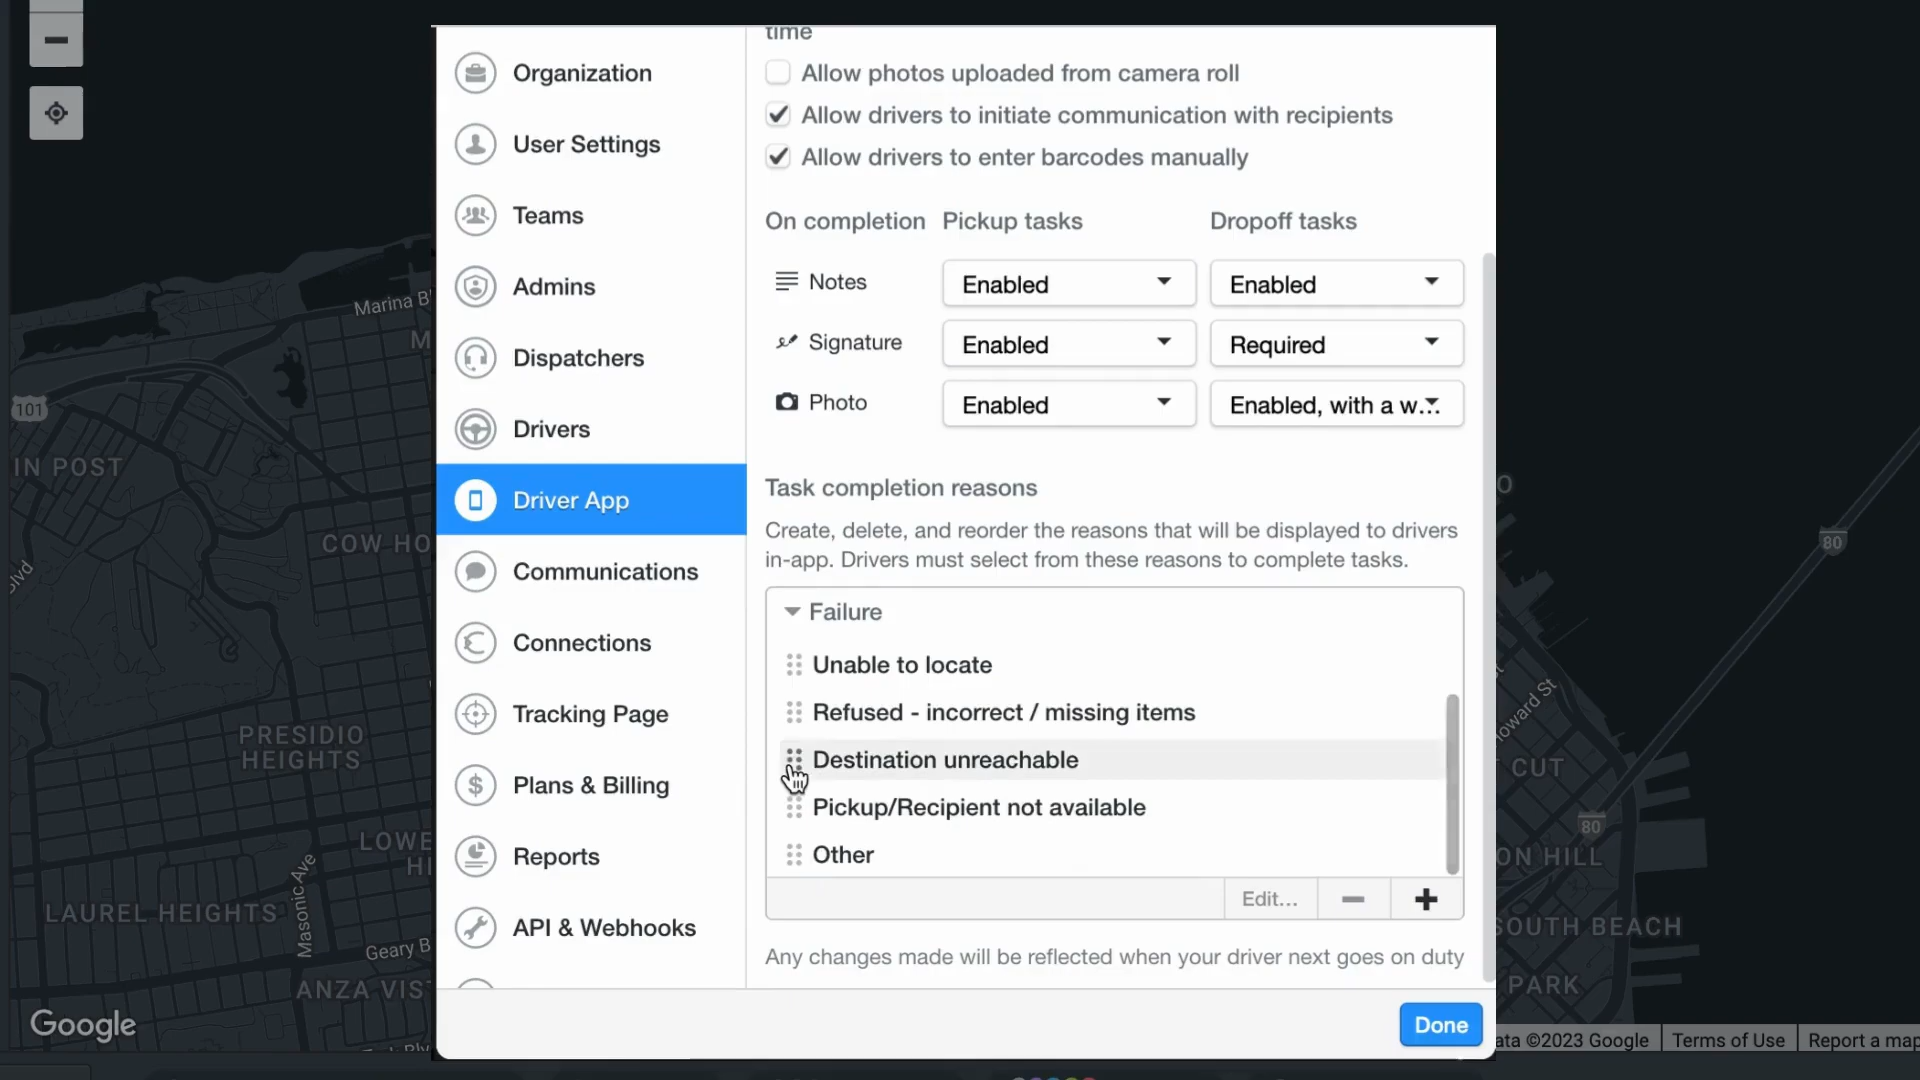 time
Organization
Allow photos uploaded from camera roll
Allow drivers to initiate communication with recipients
User Settings
Allow drivers to enter barcodes manually
Teams
On completion Pickup tasks Dropoff tasks
Admins
Notes Enabled Enabled
Dispatchers
Signature Enabled Required
Drivers
Photo Enabled Enabled, with a w...
Driver App
Task completion reasons
Create, delete, and reorder the reasons that will be displayed to drivers
in-app. Drivers must select from these reasons to complete tasks.
Communications
Failure
Connections
Unable to locate
Tracking Page
Refused - incorrect / missing items
Destination unreachable
Plans & Billing
Pickup/Recipient not available
Reports
Other
Edit...
API & Webhooks
Any changes made will be reflected when your driver next goes on duty
Done
Marina B
101
IN POST
COW HO
PRESIDIO
HEIGHTS
LOWE
LAUREL HEIGHTS
Masonic Ave
Geary B
ANZA VIS
Google
80
Howard St
CUT
80
ON HILL
SOUTH BEACH
PARK
ata ©2023 Google
Terms of Use
Report a map